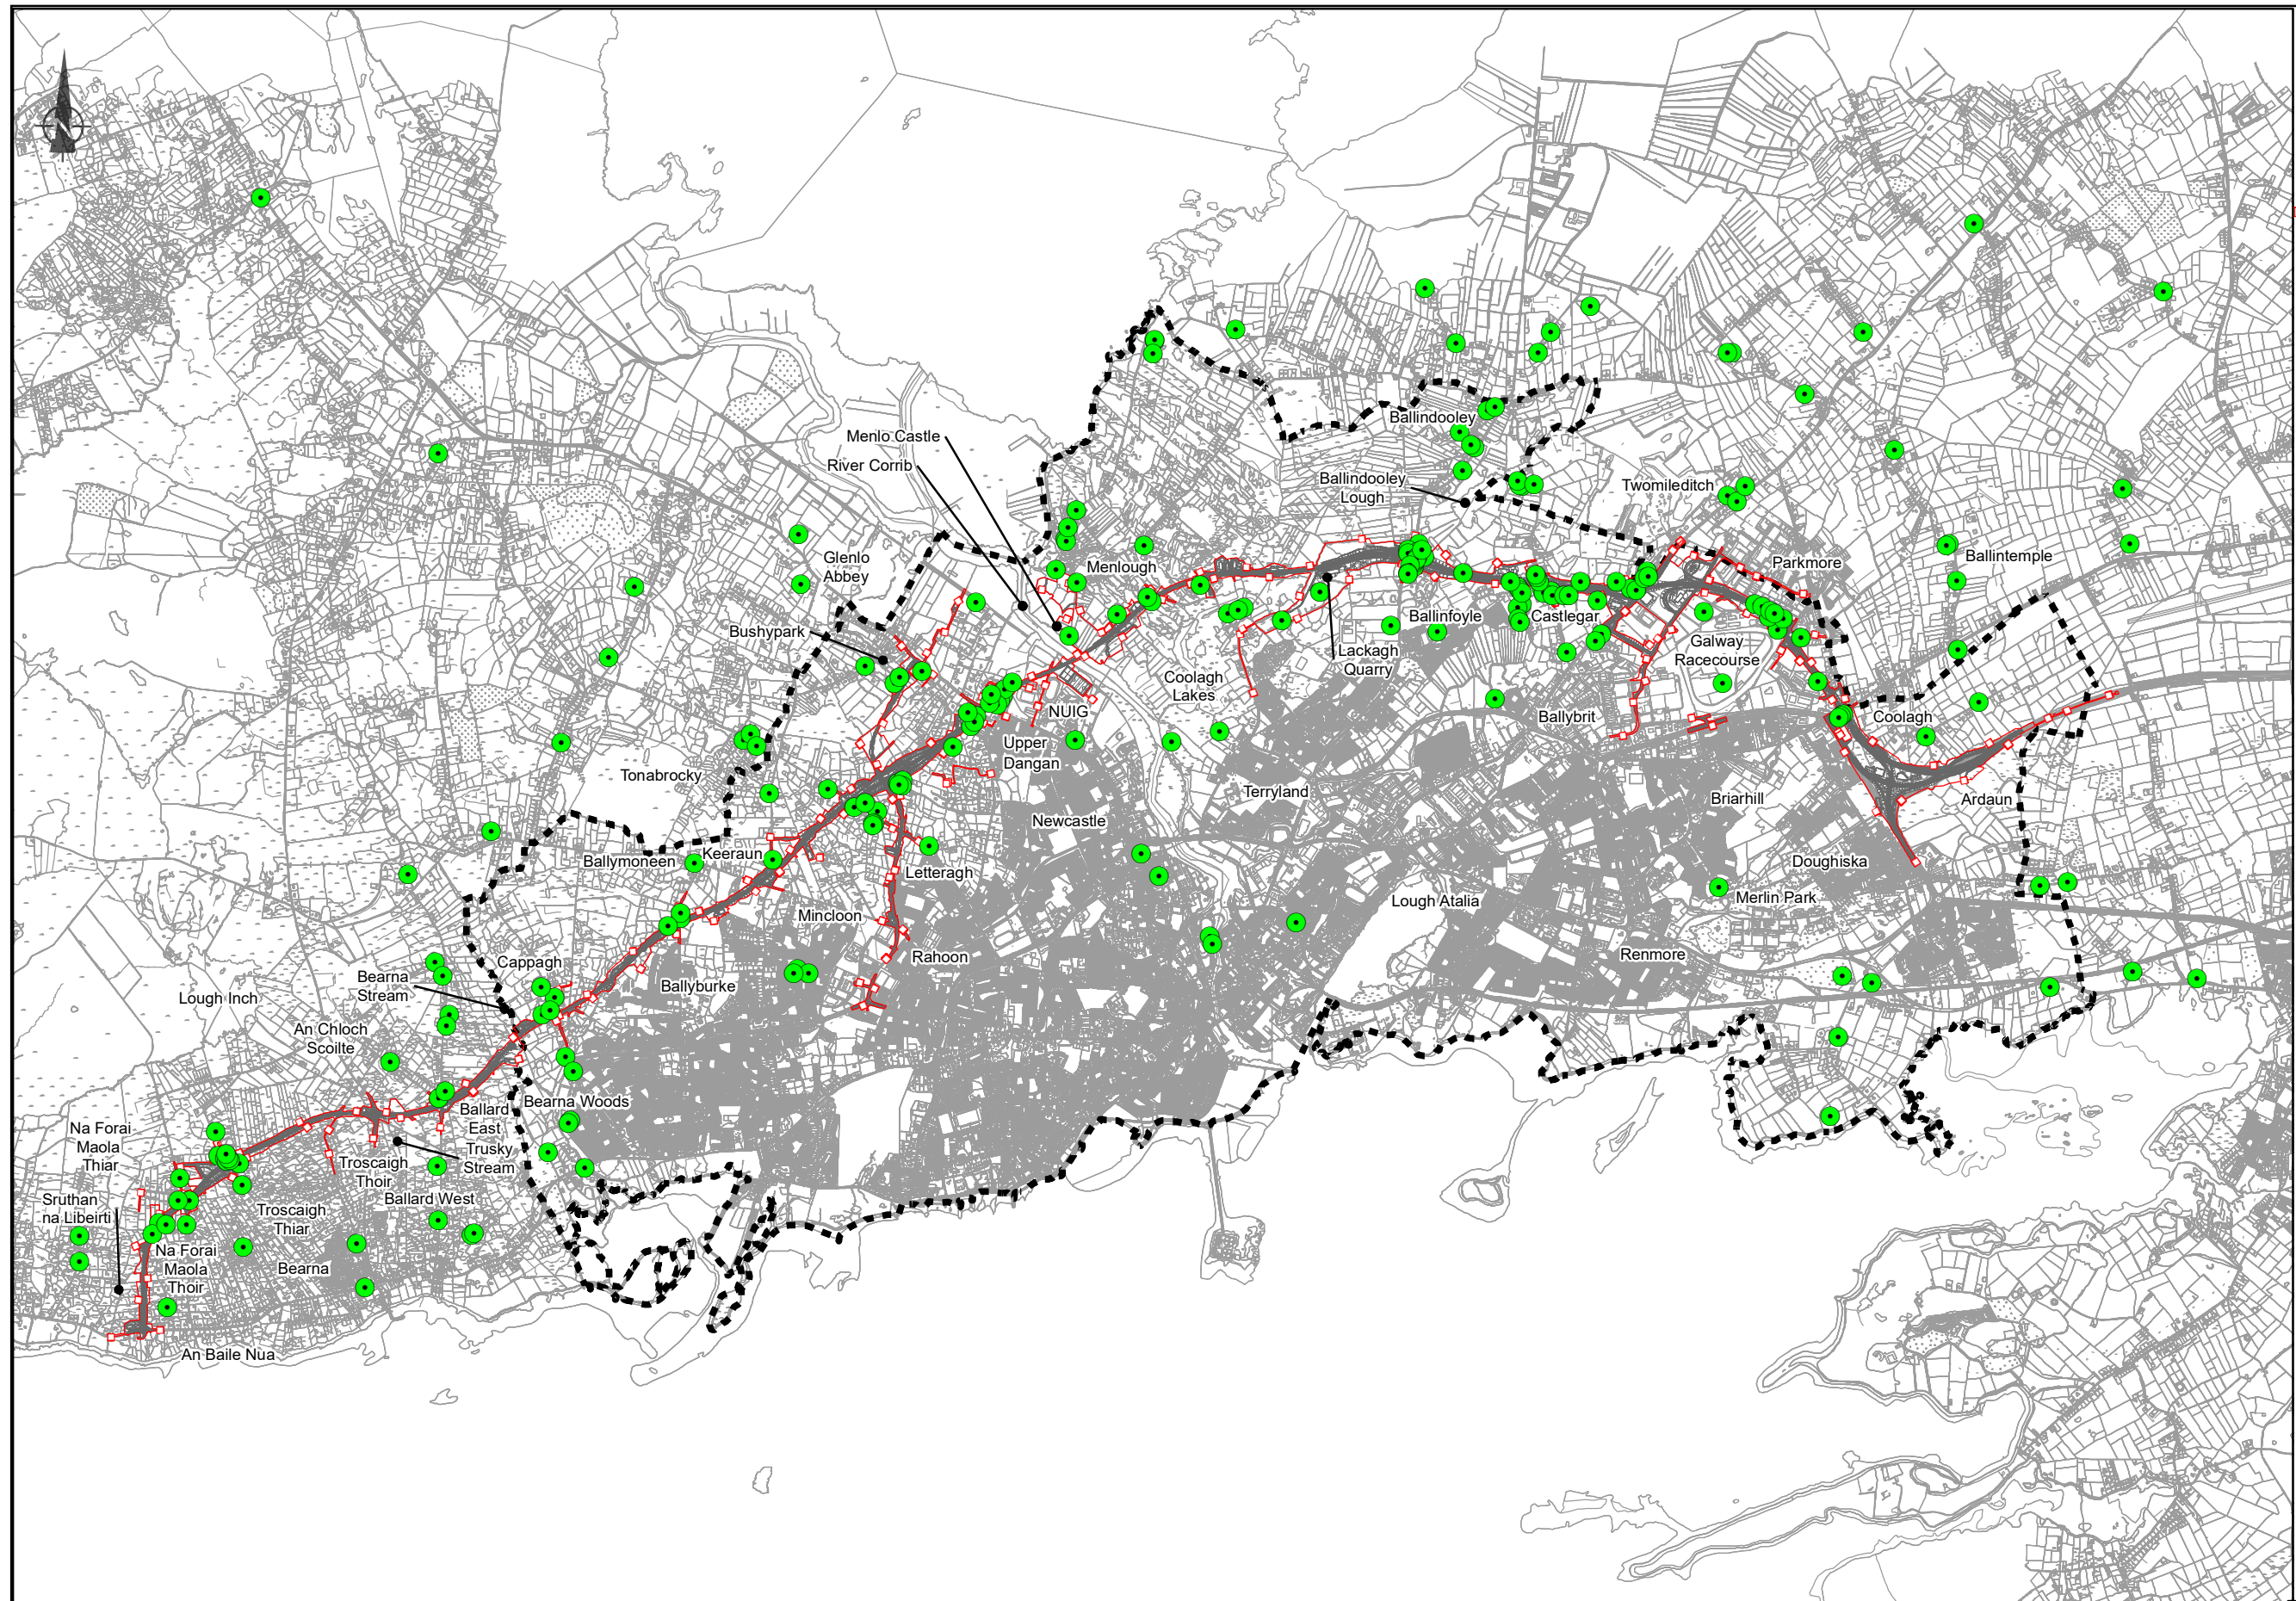 N
Menlo Castle
River Corrib
Ballindooley
Ballindooley
Lough
Twomileditch
Glenlo
Abbey
Menlough
Parkmore
Ballintemple
Bushypark
Ballinfoyle
Castlegar
Lackagh
Quarry
Galway
Racecourse
Coolagh
Lakes
NUIG
Ballybrit
Coolagh
Upper
Dangan
Tonabrocky
Terryland
Briarhill
Ardaun
Newcastle
Ballymoneen
Keeraun
Letteragh
Doughiska
Mincloon
Lough Atalia
Merlin Park
Rahoon
Renmore
Cappagh
Bearna
Stream
Ballyburke
Lough Inch
An Chloch
Scoilte
Bearna Woods
Ballard
East
Na Forai
Maola
Thiar
Trusky
Stream
Troscaigh
Thoir
Ballard West
Sruthan
na Libeirti
Troscaigh
Thiar
Na Forai
Maola
Thoir
Bearna
An Baile Nua